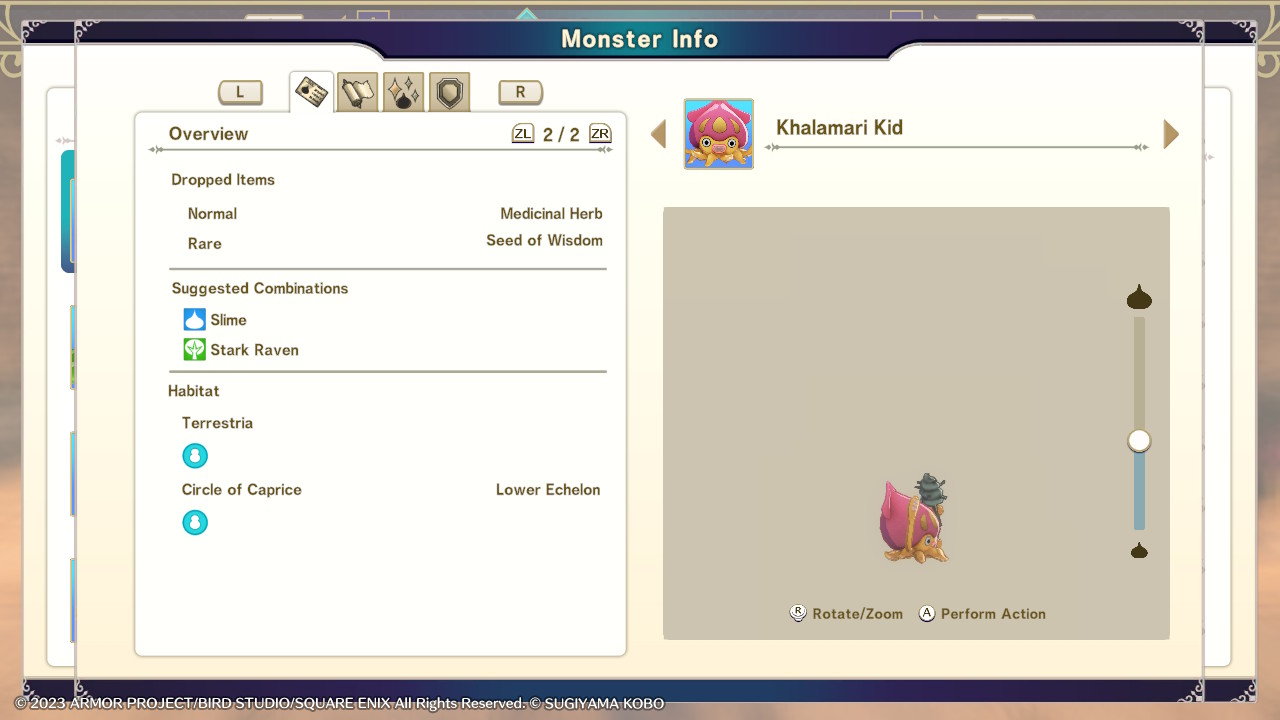 Monster Info
L
R
Overview
ZL 2 / 2 ZR
Khalamari Kid
Dropped Items
Normal Medicinal Herb
Rare Seed of Wisdom
Suggested Combinations
Slime
Stark Raven
Habitat
Terrestria
Circle of Caprice Lower Echelon
R Rotate/Zoom A Perform Action
© 2023 ARMOR PROJECT/BIRD STUDIO/SQUARE ENIX All Rights Reserved. © SUGIYAMA KOBO